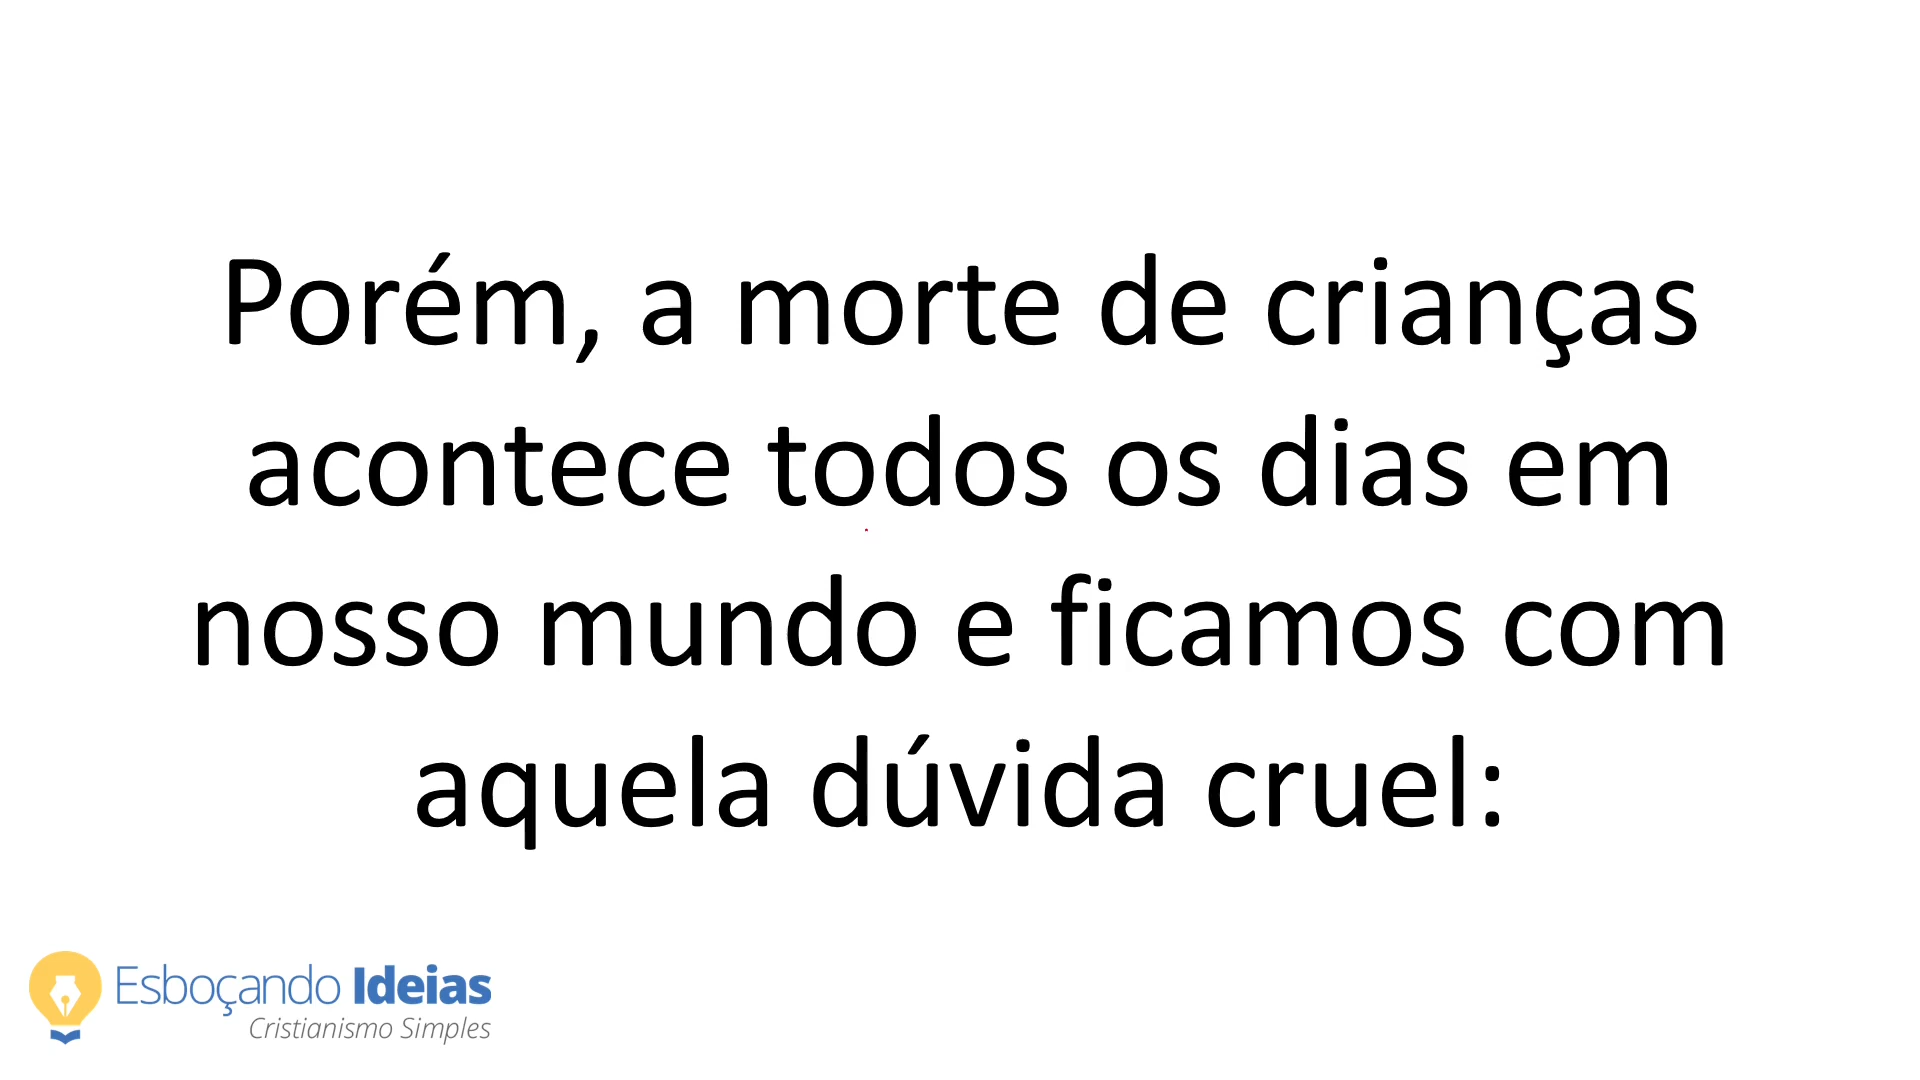 Porém, a morte de crianças
acontece todos os dias em
nosso mundo e ficamos com
aquela dúvida cruel:
Esboçando Ideias
Cristianismo Simples